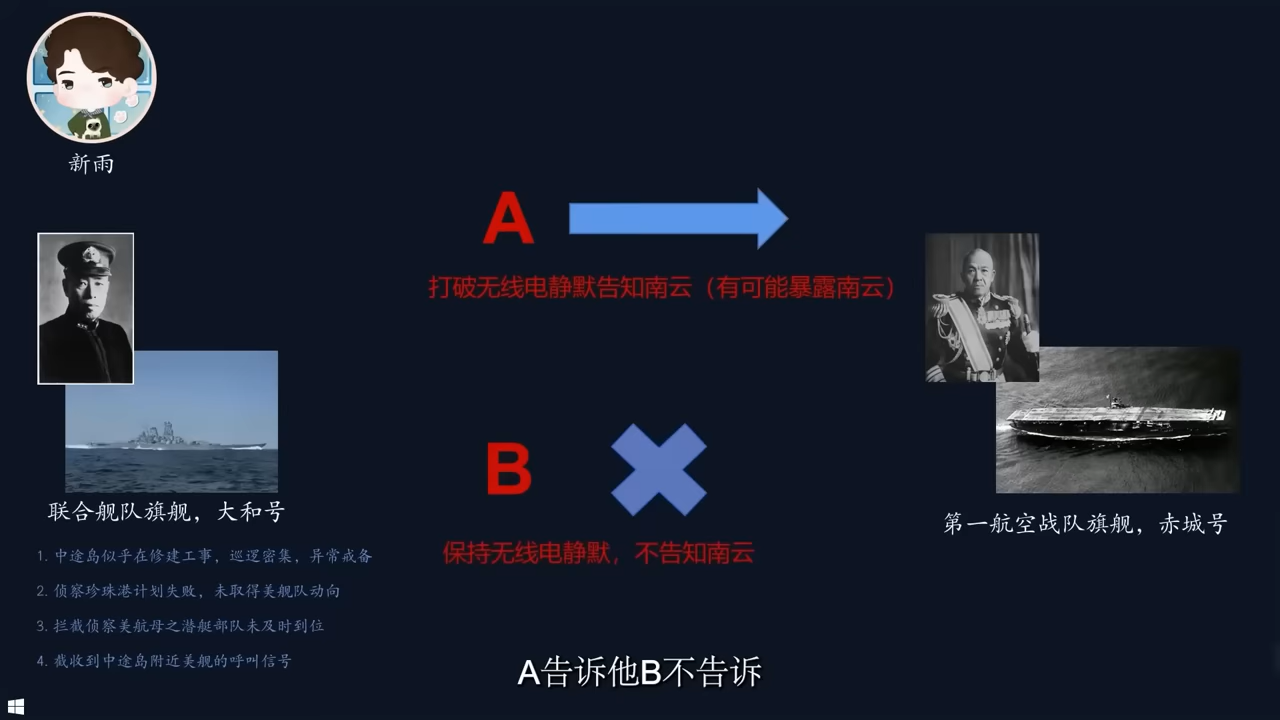 新雨
A
打破无线电静默告知南云（有可能暴露南云）
B
保持无线电静默，不告知南云
联合舰队旗舰，大和号
第一航空战队旗舰，赤城号
1. 中途岛似乎在修建工事，巡逻密集，异常戒备
2. 侦察珍珠港计划失败，未取得美舰队动向
3. 拦截侦察美航母之潜艇部队未及时到位
4. 截收到中途岛附近美舰的呼叫信号
A告诉他B不告诉